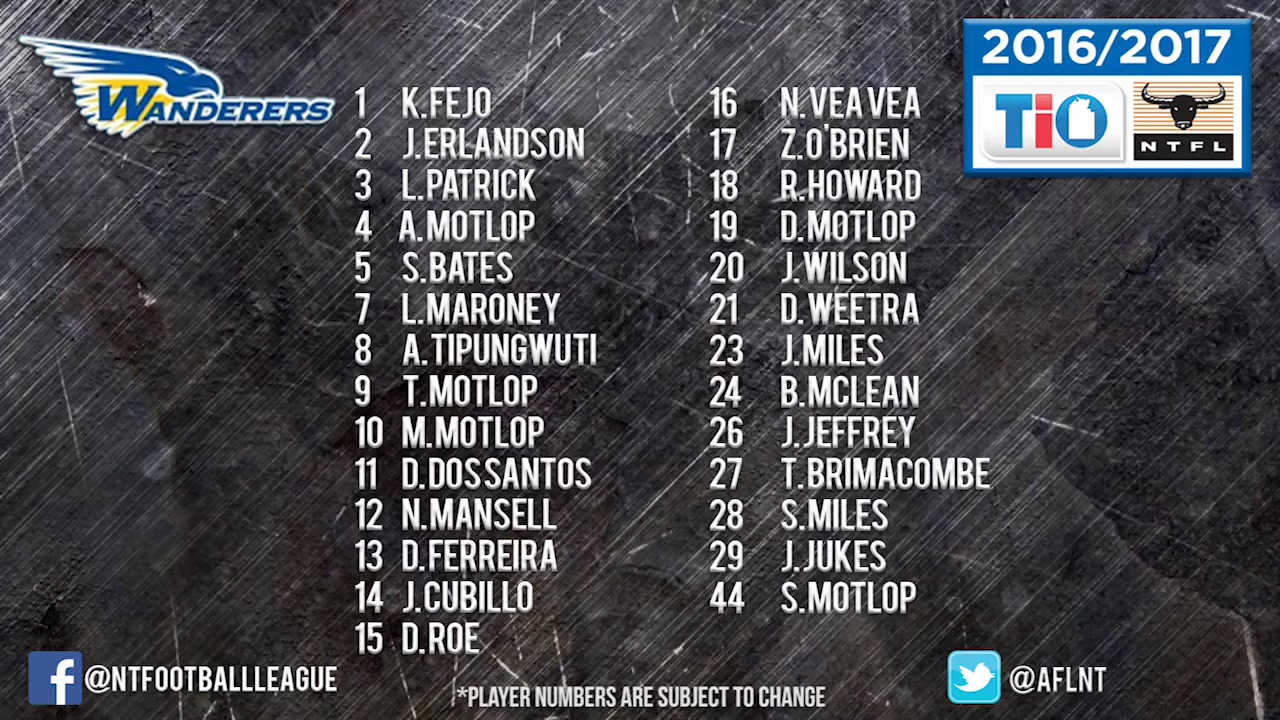 WANDERERS
2016/2017
TiO
NTFL
1 K.FEJO
2 J.ERLANDSON
3 L.PATRICK
4 A.MOTLOP
5 S.BATES
7 L.MARONEY
8 A.TIPUNGWUTI
9 T.MOTLOP
10 M.MOTLOP
11 D.DOS SANTOS
12 N.MANSELL
13 D.FERREIRA
14 J.CUBILLO
15 D.ROE
16 N.VEA VEA
17 Z.O'BRIEN
18 R.HOWARD
19 D.MOTLOP
20 J.WILSON
21 D.WEETRA
23 J.MILES
24 B.MCLEAN
26 J.JEFFREY
27 T.BRIMACOMBE
28 S.MILES
29 J.JUKES
44 S.MOTLOP
f @NTFOOTBALLLEAGUE
*PLAYER NUMBERS ARE SUBJECT TO CHANGE
@AFLNT